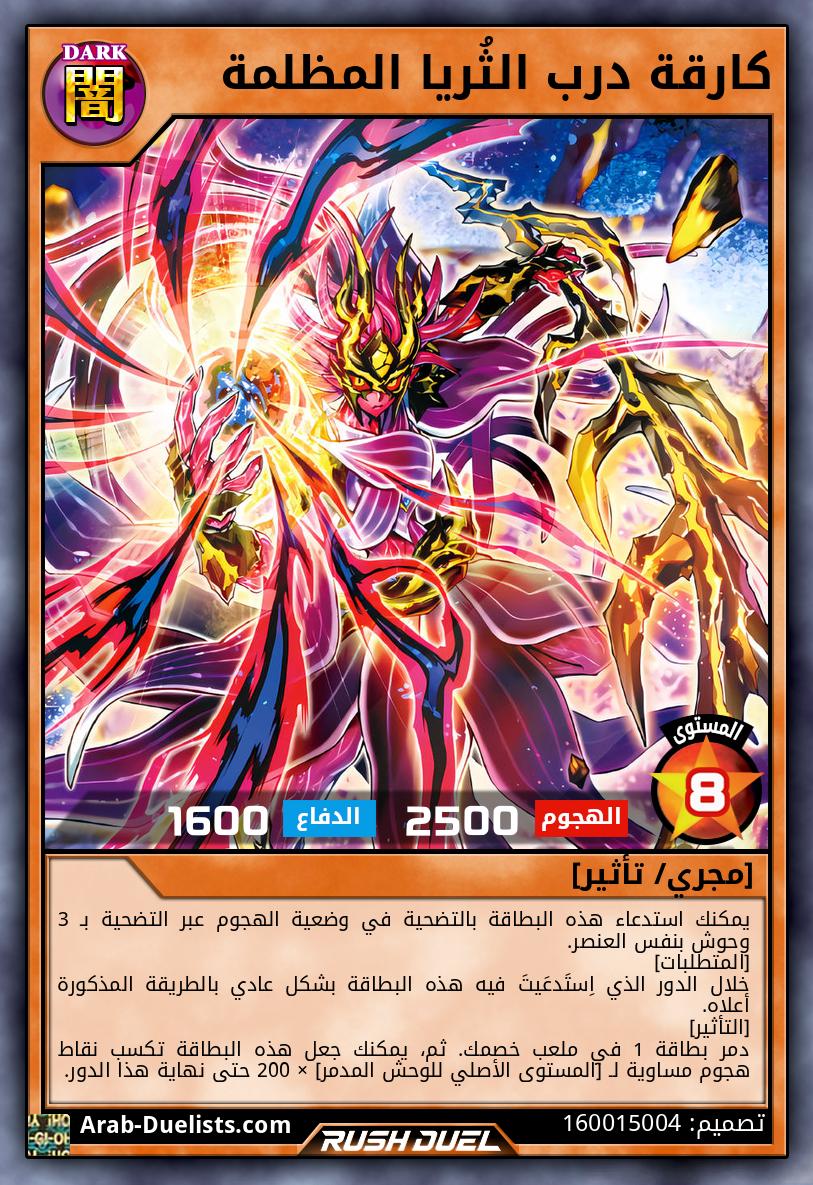 كارقة درب الثُريا المظلمة
DARK
闇
المستوى
8
الهجوم 2500 الدفاع 1600
[مجري/ تأثير]
يمكنك استدعاء هذه البطاقة بالتضحية في وضعية الهجوم عبر التضحية بـ 3
وحوش بنفس العنصر.
[المتطلبات]
خلال الدور الذي اِستَدعَيتَ فيه هذه البطاقة بشكل عادي بالطريقة المذكورة
أعلاه.
[التأثير]
دمر بطاقة 1 في ملعب خصمك. ثم، يمكنك جعل هذه البطاقة تكسب نقاط
هجوم مساوية لـ [المستوى الأصلي للوحش المدمر] × 200 حتى نهاية هذا الدور.
تصميم: 160015004
Arab-Duelists.com
RUSH DUEL